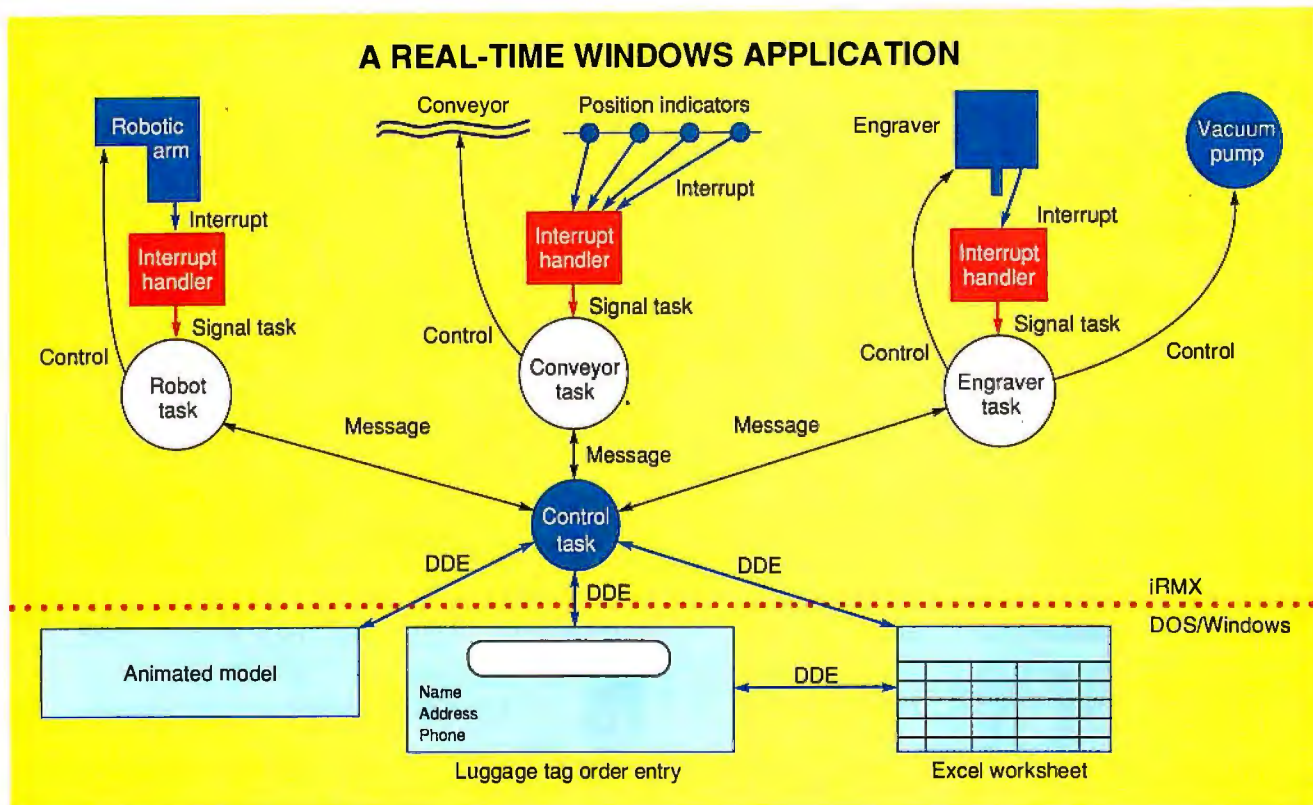 A REAL-TIME WINDOWS APPLICATION
Robotic
arm
Conveyor
Position indicators
Engraver
Vacuum
pump
Interrupt
Interrupt
Interrupt
Interrupt
handler
Interrupt
handler
Interrupt
handler
Signal task
Signal task
Signal task
Control
Control
Control
Control
Robot
task
Conveyor
task
Engraver
task
Message
Message
Message
Control
task
DDE
DDE
DDE
iRMX
DOS/Windows
Animated model
Name
Address
Phone
DDE
Luggage tag order entry
Excel worksheet